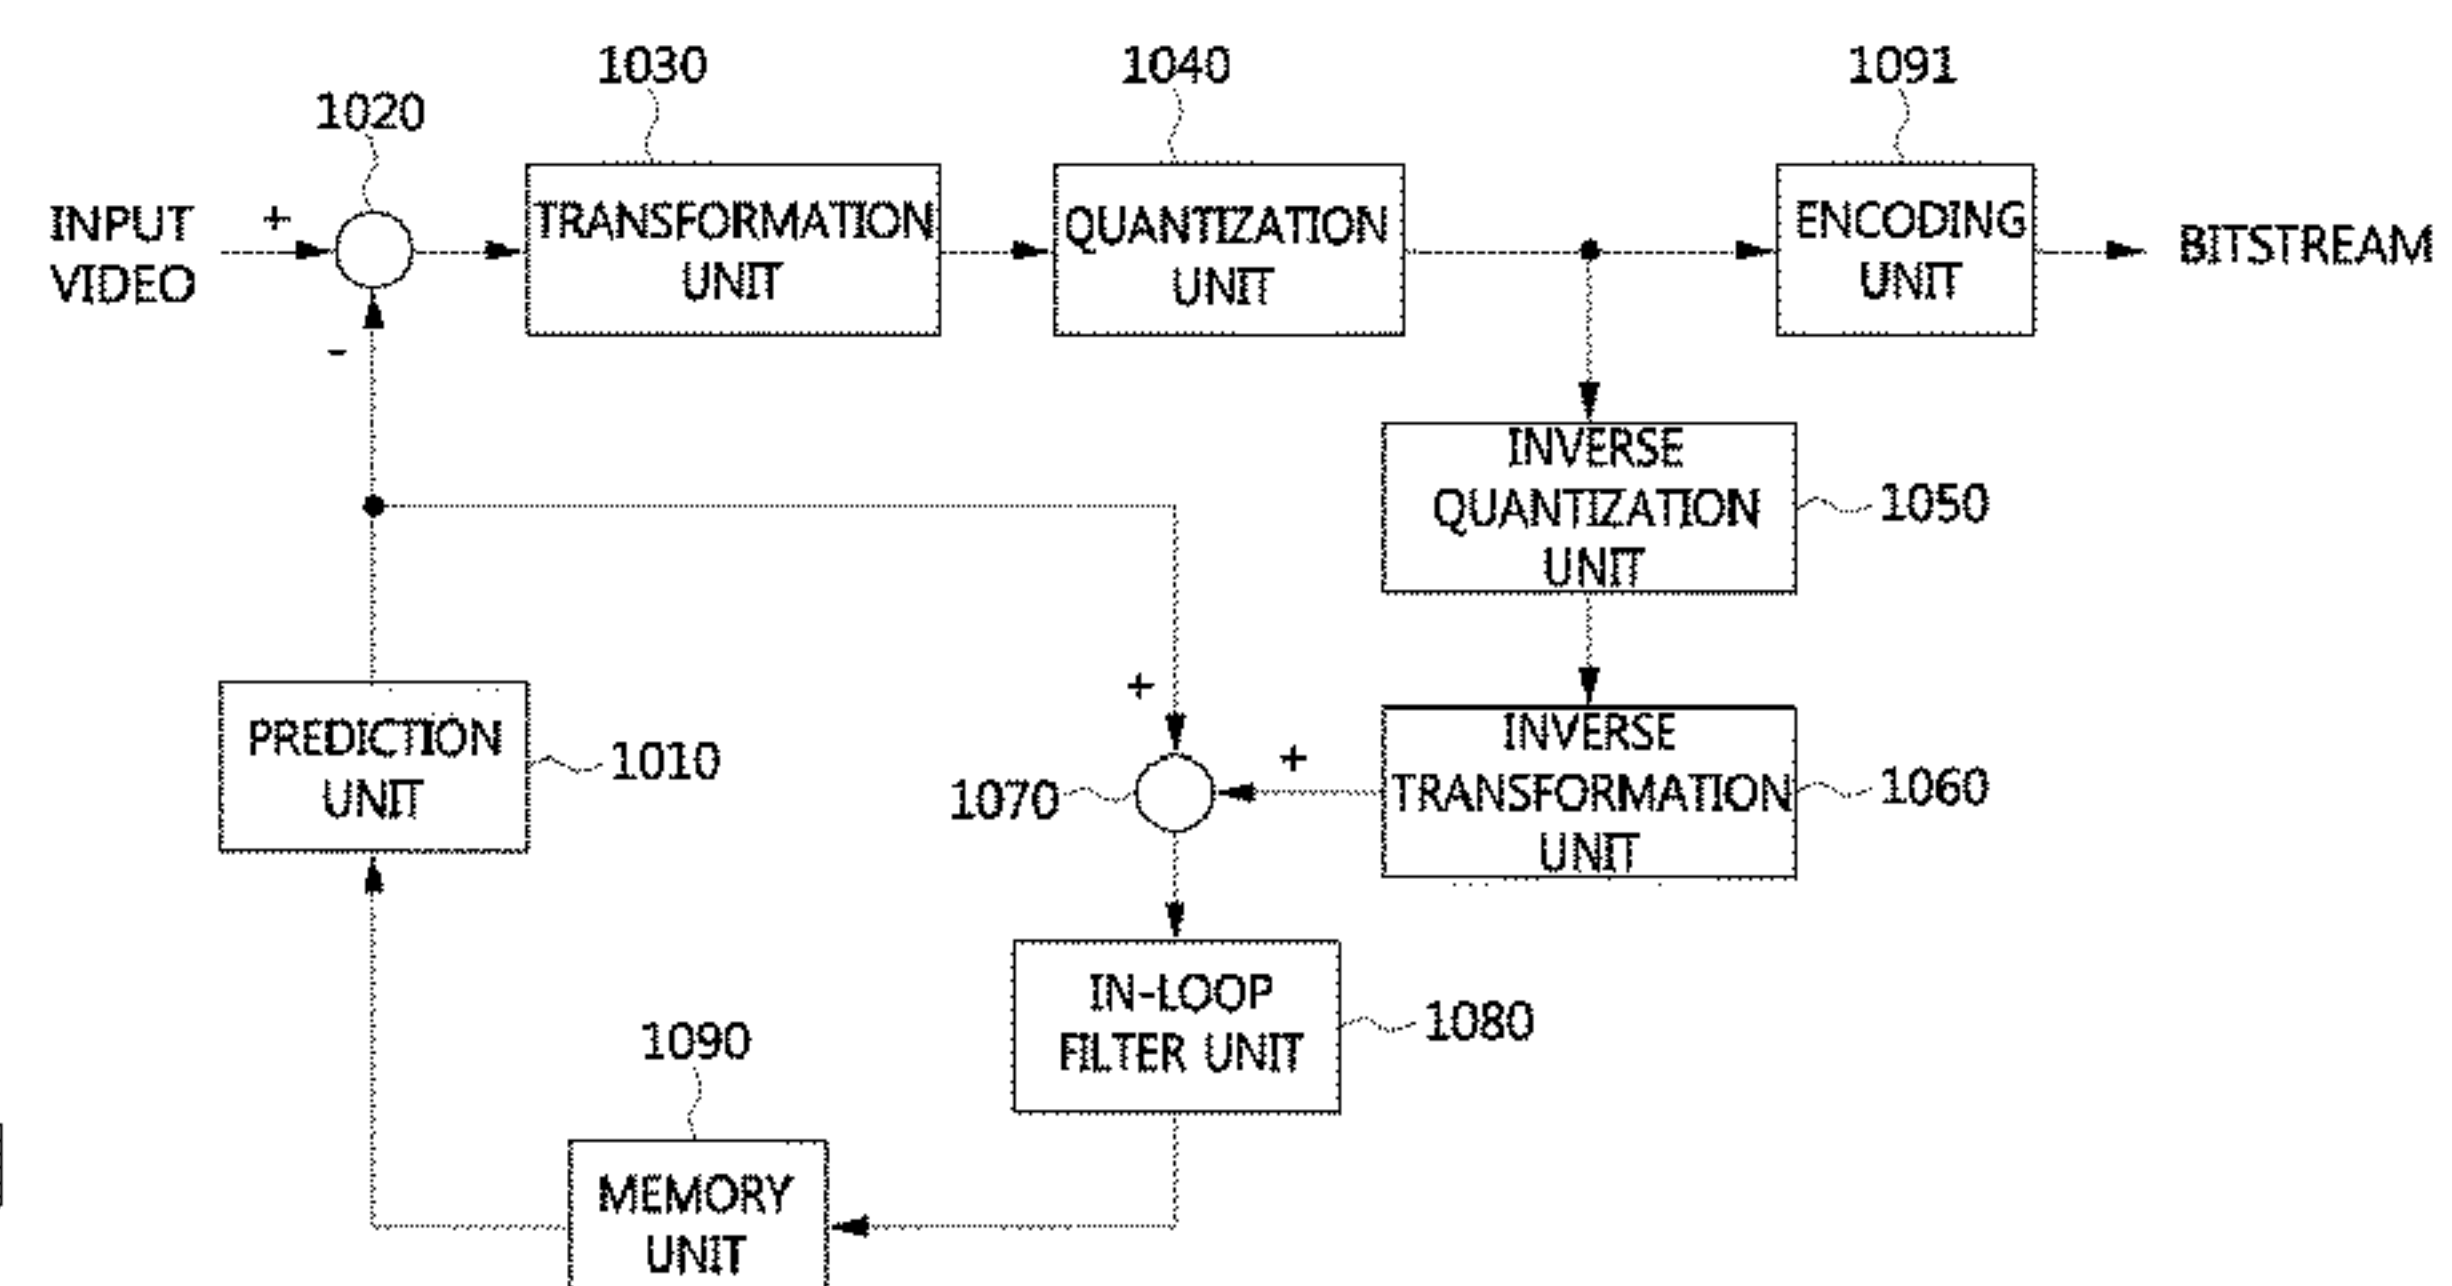 1030
1040
1091
1020
INPUT
VIDEO
+
-
TRANSFORMATION
UNIT
QUANTIZATION
UNIT
ENCODING
UNIT
BITSTREAM
INVERSE
QUANTIZATION
UNIT
1050
PREDICTION
UNIT
1010
+
+
1070
INVERSE
TRANSFORMATION
UNIT
1060
IN-LOOP
FILTER UNIT
1080
1090
MEMORY
UNIT